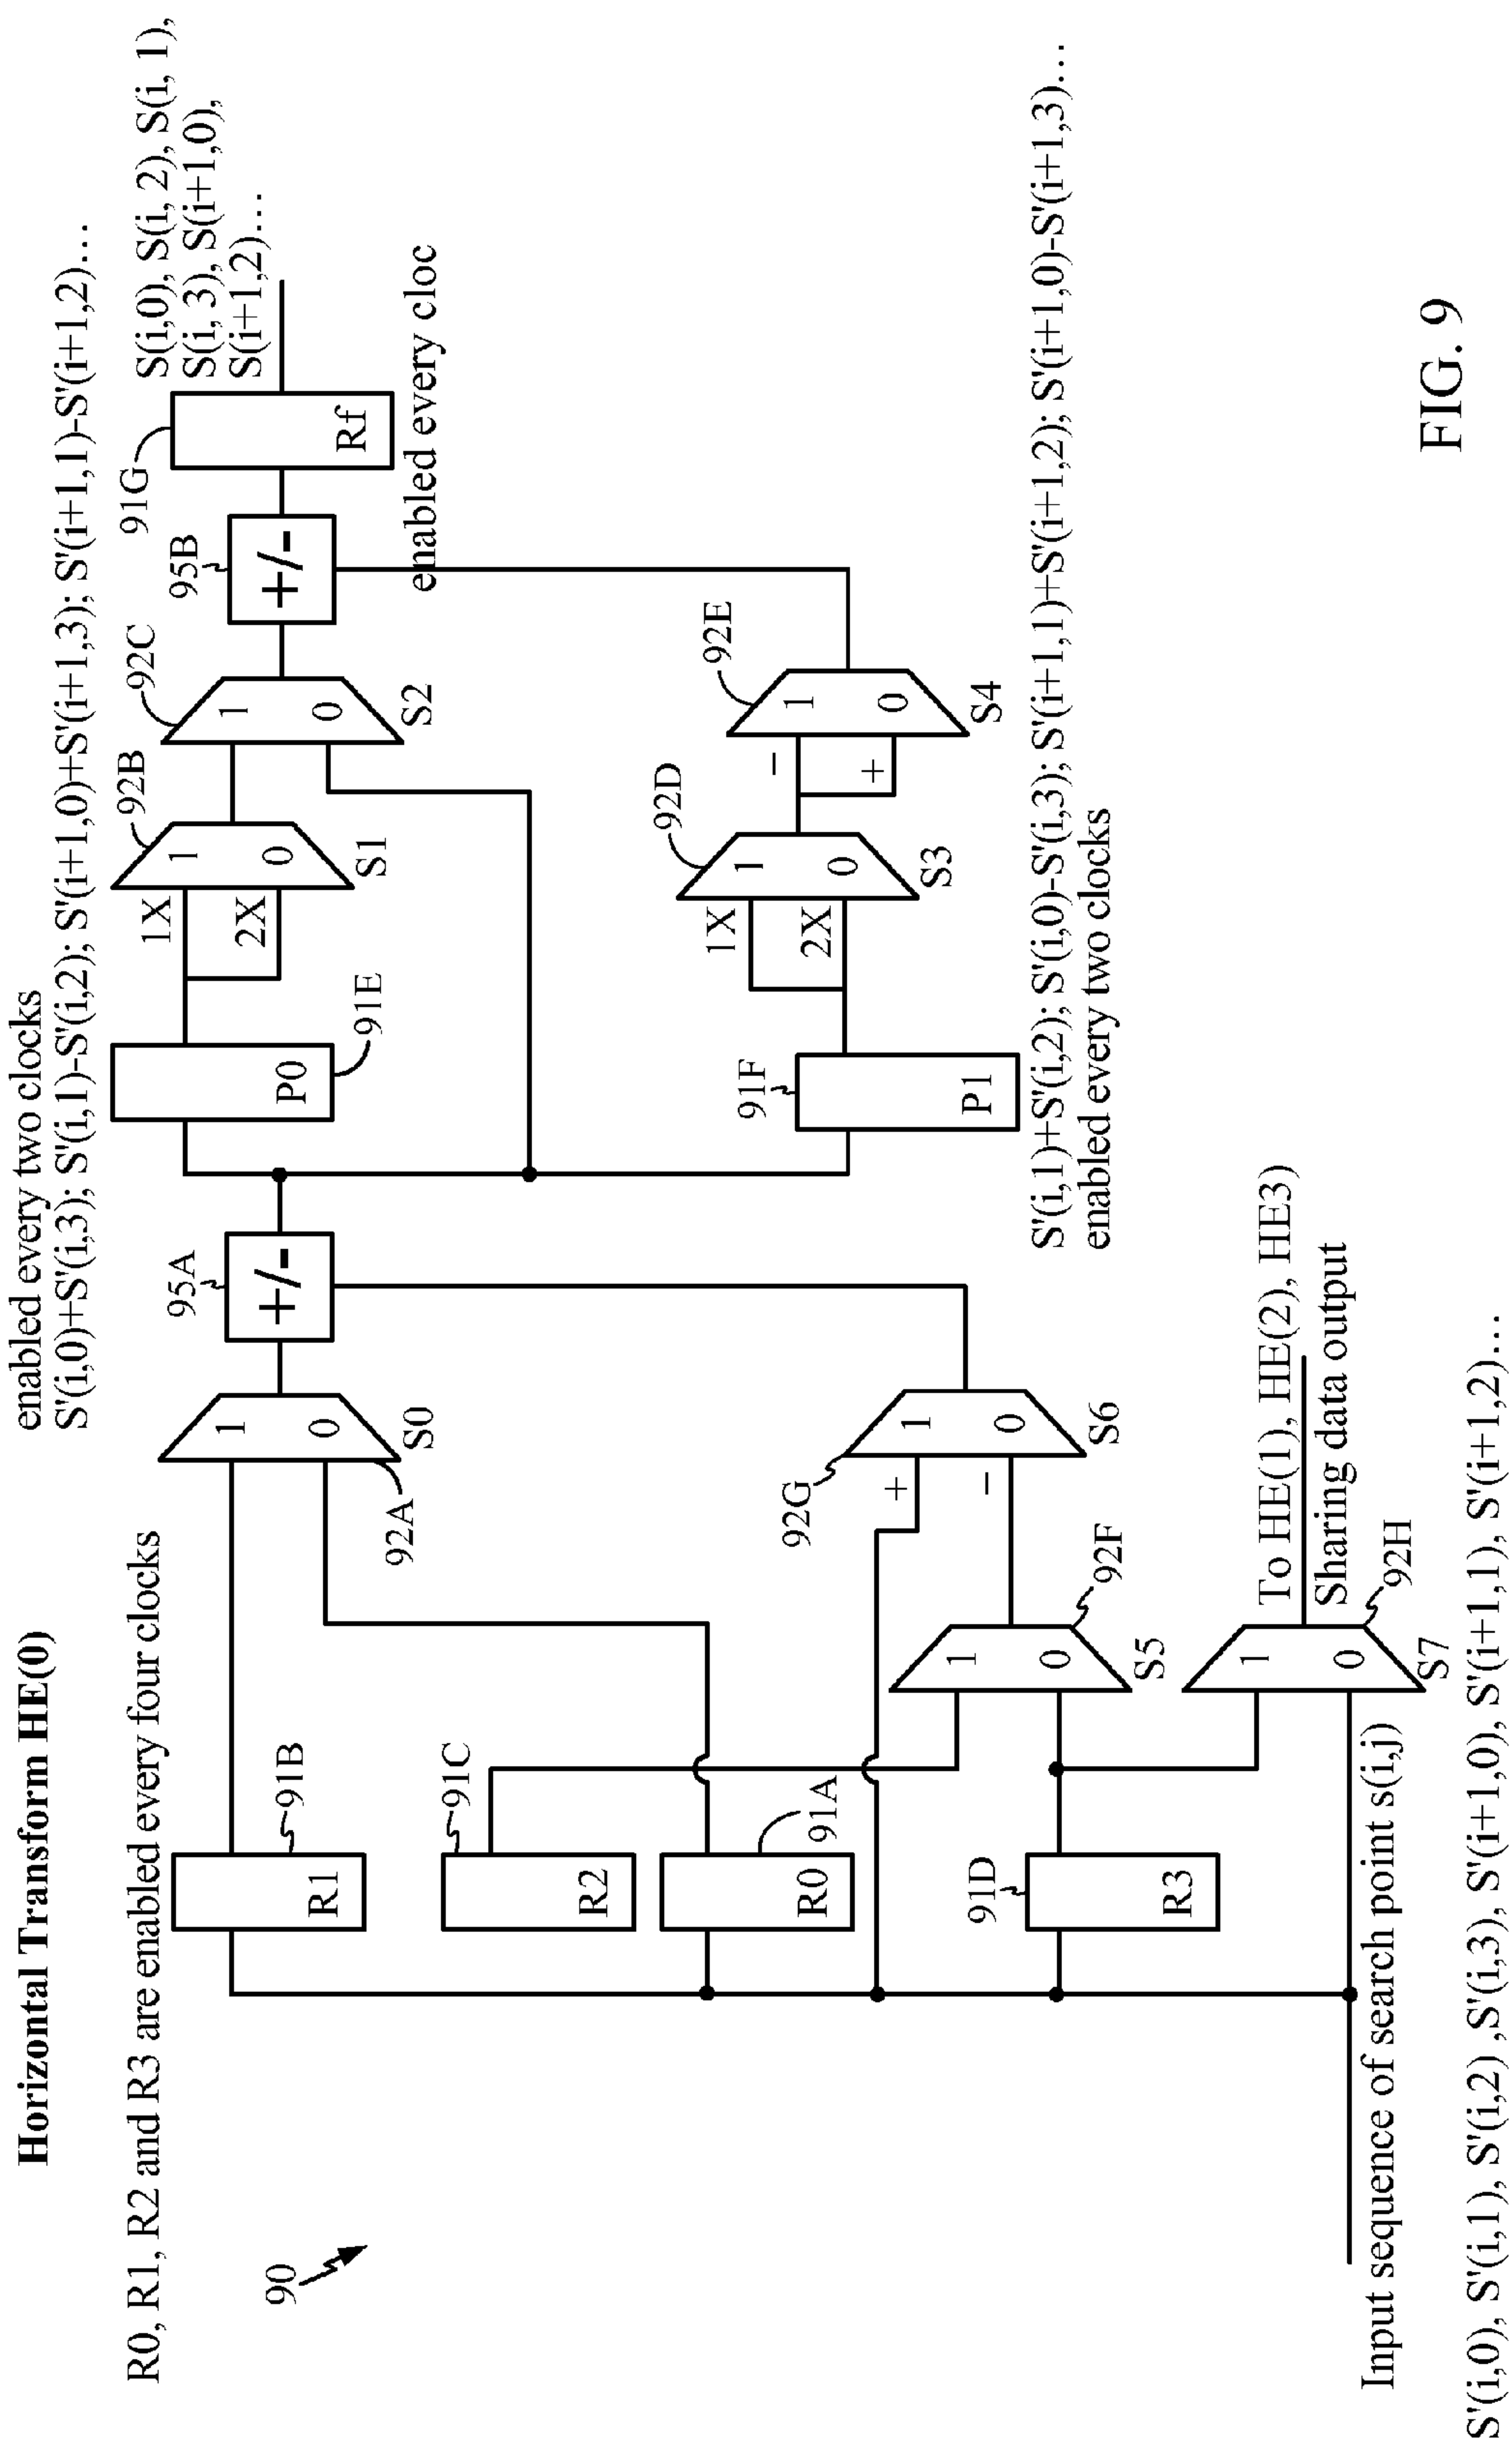 Horizontal Transform HE(0)
90
R0, R1, R2 and R3 are enabled every four clocks
enabled every two clocks
S'(i,0)+S'(i,3); S'(i,1)-S'(i,2); S'(i+1,0)+S'(i+1,3); S'(i+1,1)-S'(i+1,2)…
R1
91B
R2
91C
R0
91A
R3
91D
1
0
S0
92A
95A
+/-
P0
91E
1X
2X
1
0
S1
92B
1
0
S2
92C
95B
+/-
91G
Rf
S(i,0), S(i, 2), S(i, 1),
S(i, 3), S(i+1,0),
S(i+1,2)…
enabled every cloc
P1
91F
1X
2X
1
0
S3
92D
−
+
1
0
S4
92E
S'(i,1)+S'(i,2); S'(i,0)-S'(i,3); S'(i+1,1)+S'(i+1,2); S'(i+1,0)-S'(i+1,3)…
enabled every two clocks
92G
+
−
1
0
S6
1
0
S5
92F
1
0
S7
92H
To HE(1), HE(2), HE3)
Sharing data output
Input sequence of search point s(i,j)
S'(i,0), S'(i,1), S'(i,2) ,S'(i,3), S'(i+1,0), S'(i+1,1), S'(i+1,2)…
FIG. 9